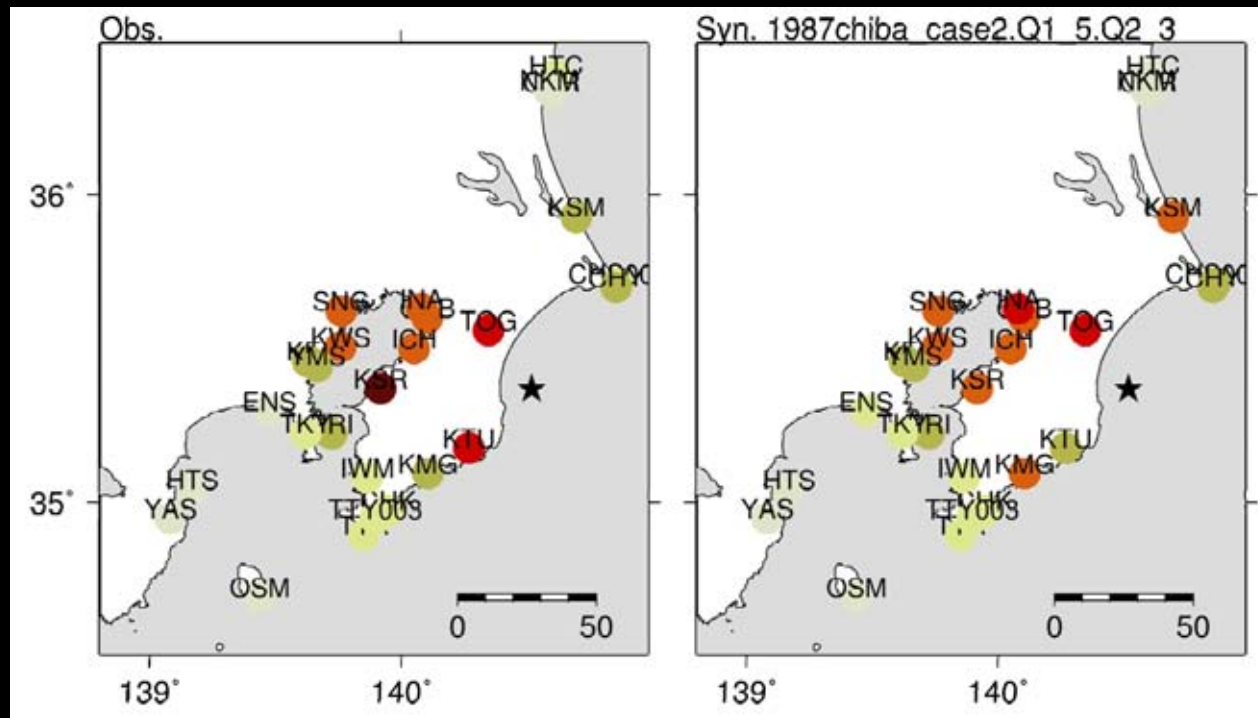 Obs.
HTC
KSM
SNG INA
TOG
KWS ICH
YMS
KSR
ENS
KTU
IWM KMG
HTS
YAS
OSM
0 50
36°
35°
139° 140°
Syn. 1987chiba_case2.Q1_5.Q2_3
HTC
KSM
SNG INA
TOG
KWS ICH
YMS
KSR
ENS
KTU
IWM KMG
HTS
YAS
OSM
0 50
139° 140°